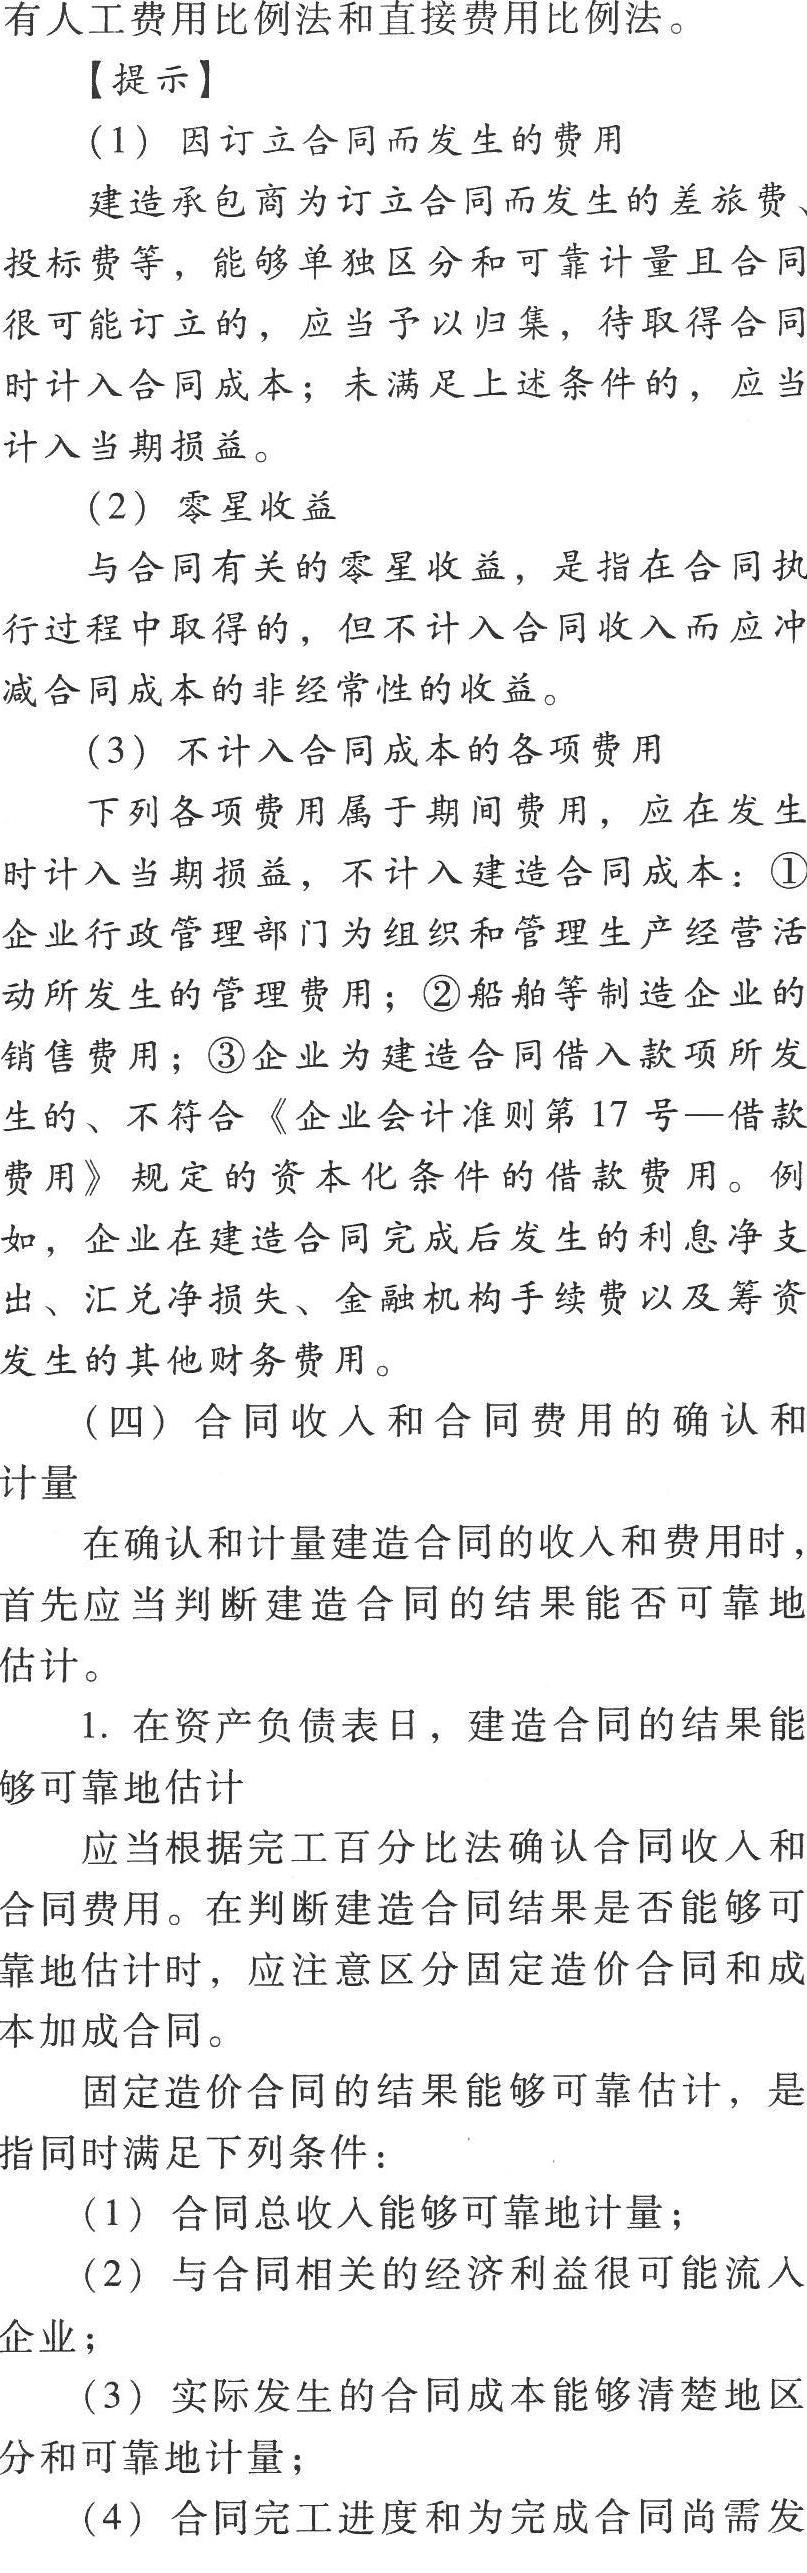 有人工费用比例法和直接费用比例法。
【提示】
(1) 因订立合同而发生的费用
建造承包商为订立合同而发生的差旅费、
投标费等，能够单独区分和可靠计量且合同
很可能订立的，应当予以归集，待取得合同
时计入合同成本；未满足上述条件的，应当
计入当期损益。
(2) 零星收益
与合同有关的零星收益，是指在合同执
行过程中取得的，但不计入合同收入而应冲
减合同成本的非经常性的收益。
(3) 不计入合同成本的各项费用
下列各项费用属于期间费用，应在发生
时计入当期损益，不计入建造合同成本：①
企业行政管理部门为组织和管理生产经营活
动所发生的管理费用；②船舶等制造企业的
销售费用；③企业为建造合同借入款项所发
生的、不符合《企业会计准则第 17 号—借款
费用》规定的资本化条件的借款费用。例
如，企业在建造合同完成后发生的利息净支
出、汇兑净损失、金融机构手续费以及筹资
发生的其他财务费用。
(四) 合同收入和合同费用的确认和
计量
在确认和计量建造合同的收入和费用时，
首先应当判断建造合同的结果能否可靠地
估计。
1. 在资产负债表日，建造合同的结果能
够可靠地估计
应当根据完工百分比法确认合同收入和
合同费用。在判断建造合同结果是否能够可
靠地估计时，应注意区分固定造价合同和成
本加成合同。
固定造价合同的结果能够可靠估计，是
指同时满足下列条件：
(1) 合同总收入能够可靠地计量；
(2) 与合同相关的经济利益很可能流入
企业；
(3) 实际发生的合同成本能够清楚地区
分和可靠地计量；
(4) 合同完工进度和为完成合同尚需发